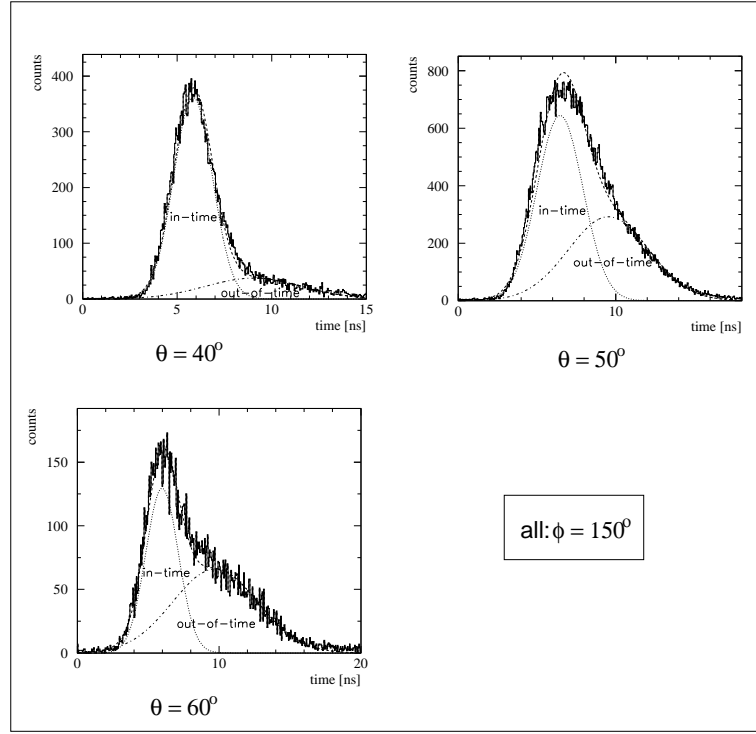 counts
400
300
200
100
0
in-time
out-of-time
5
10
15
time [ns]
θ = 40°
counts
800
600
400
200
0
in-time
out-of-time
0
10
time [ns]
θ = 50°
counts
150
100
50
0
in-time
out-of-time
0
10
20
time [ns]
θ = 60°
all: ϕ = 150°